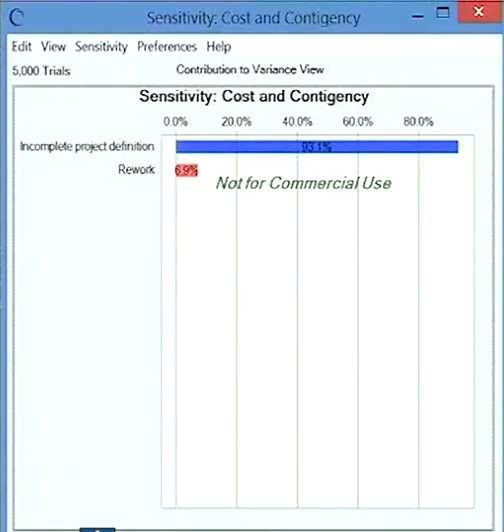 Sensitivity: Cost and Contigency
Edit View Sensitivity Preferences Help
5,000 Trials Contribution to Variance View
Sensitivity: Cost and Contigency
0.0% 20.0% 40.0% 60.0% 80.0%
Incomplete project definition 93.1%
Rework 6.9%
Not for Commercial Use